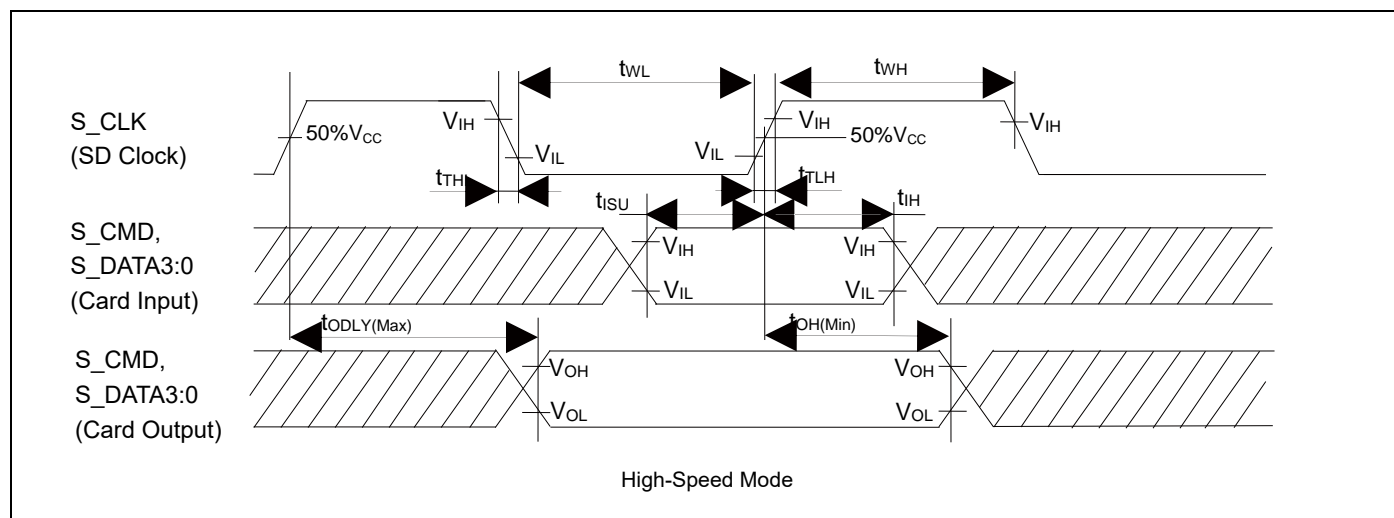 tWL
tWH
S_CLK
(SD Clock)
50%VCC
VIH
VIL
VIL
VIH
50%VCC
VIH
tTHL
tTLH
tISU
tIH
S_CMD,
S_DATA3:0
(Card Input)
VIH
VIL
VIH
VIL
tODLY(Max)
tOH(Min)
S_CMD,
S_DATA3:0
(Card Output)
VOH
VOL
VOH
VOL
High-Speed Mode